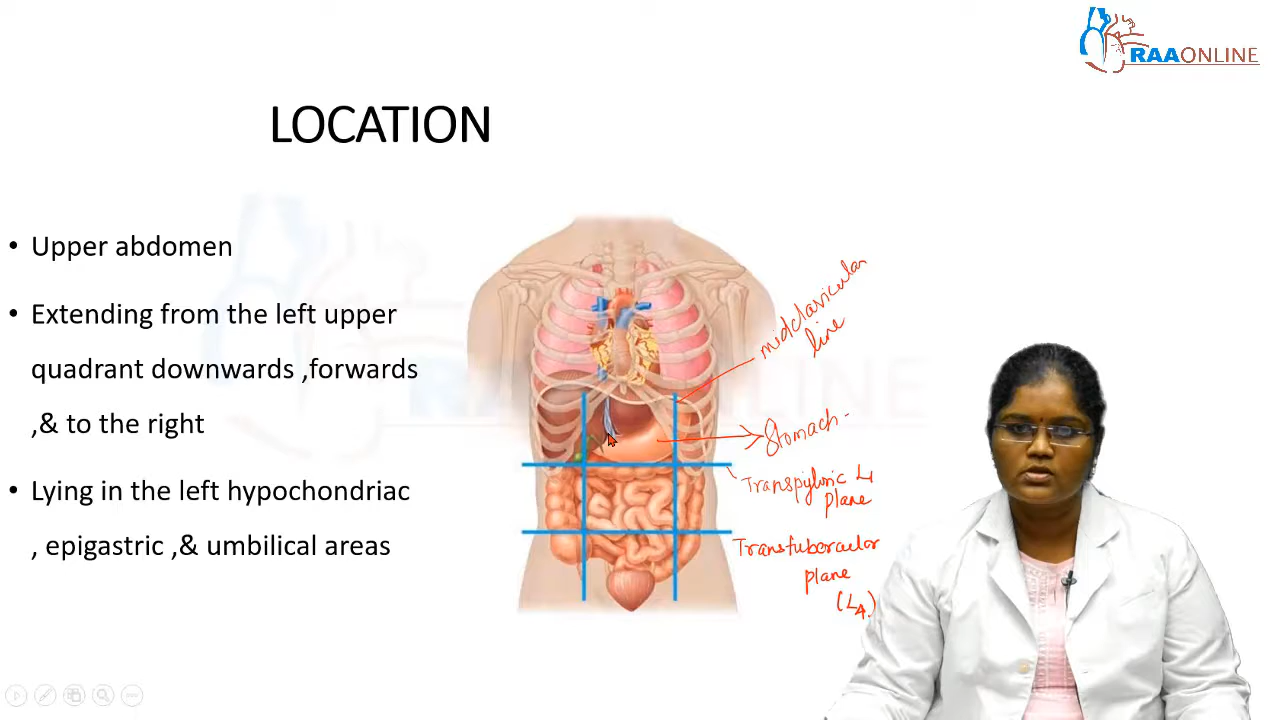 RAAONLINE
LOCATION
• Upper abdomen
• Extending from the left upper
quadrant downwards ,forwards
,& to the right
• Lying in the left hypochondriac
, epigastric ,& umbilical areas
midclavicular
line
Stomach -
Transpyloric L1
plane
Transtubercular
plane
(L4)